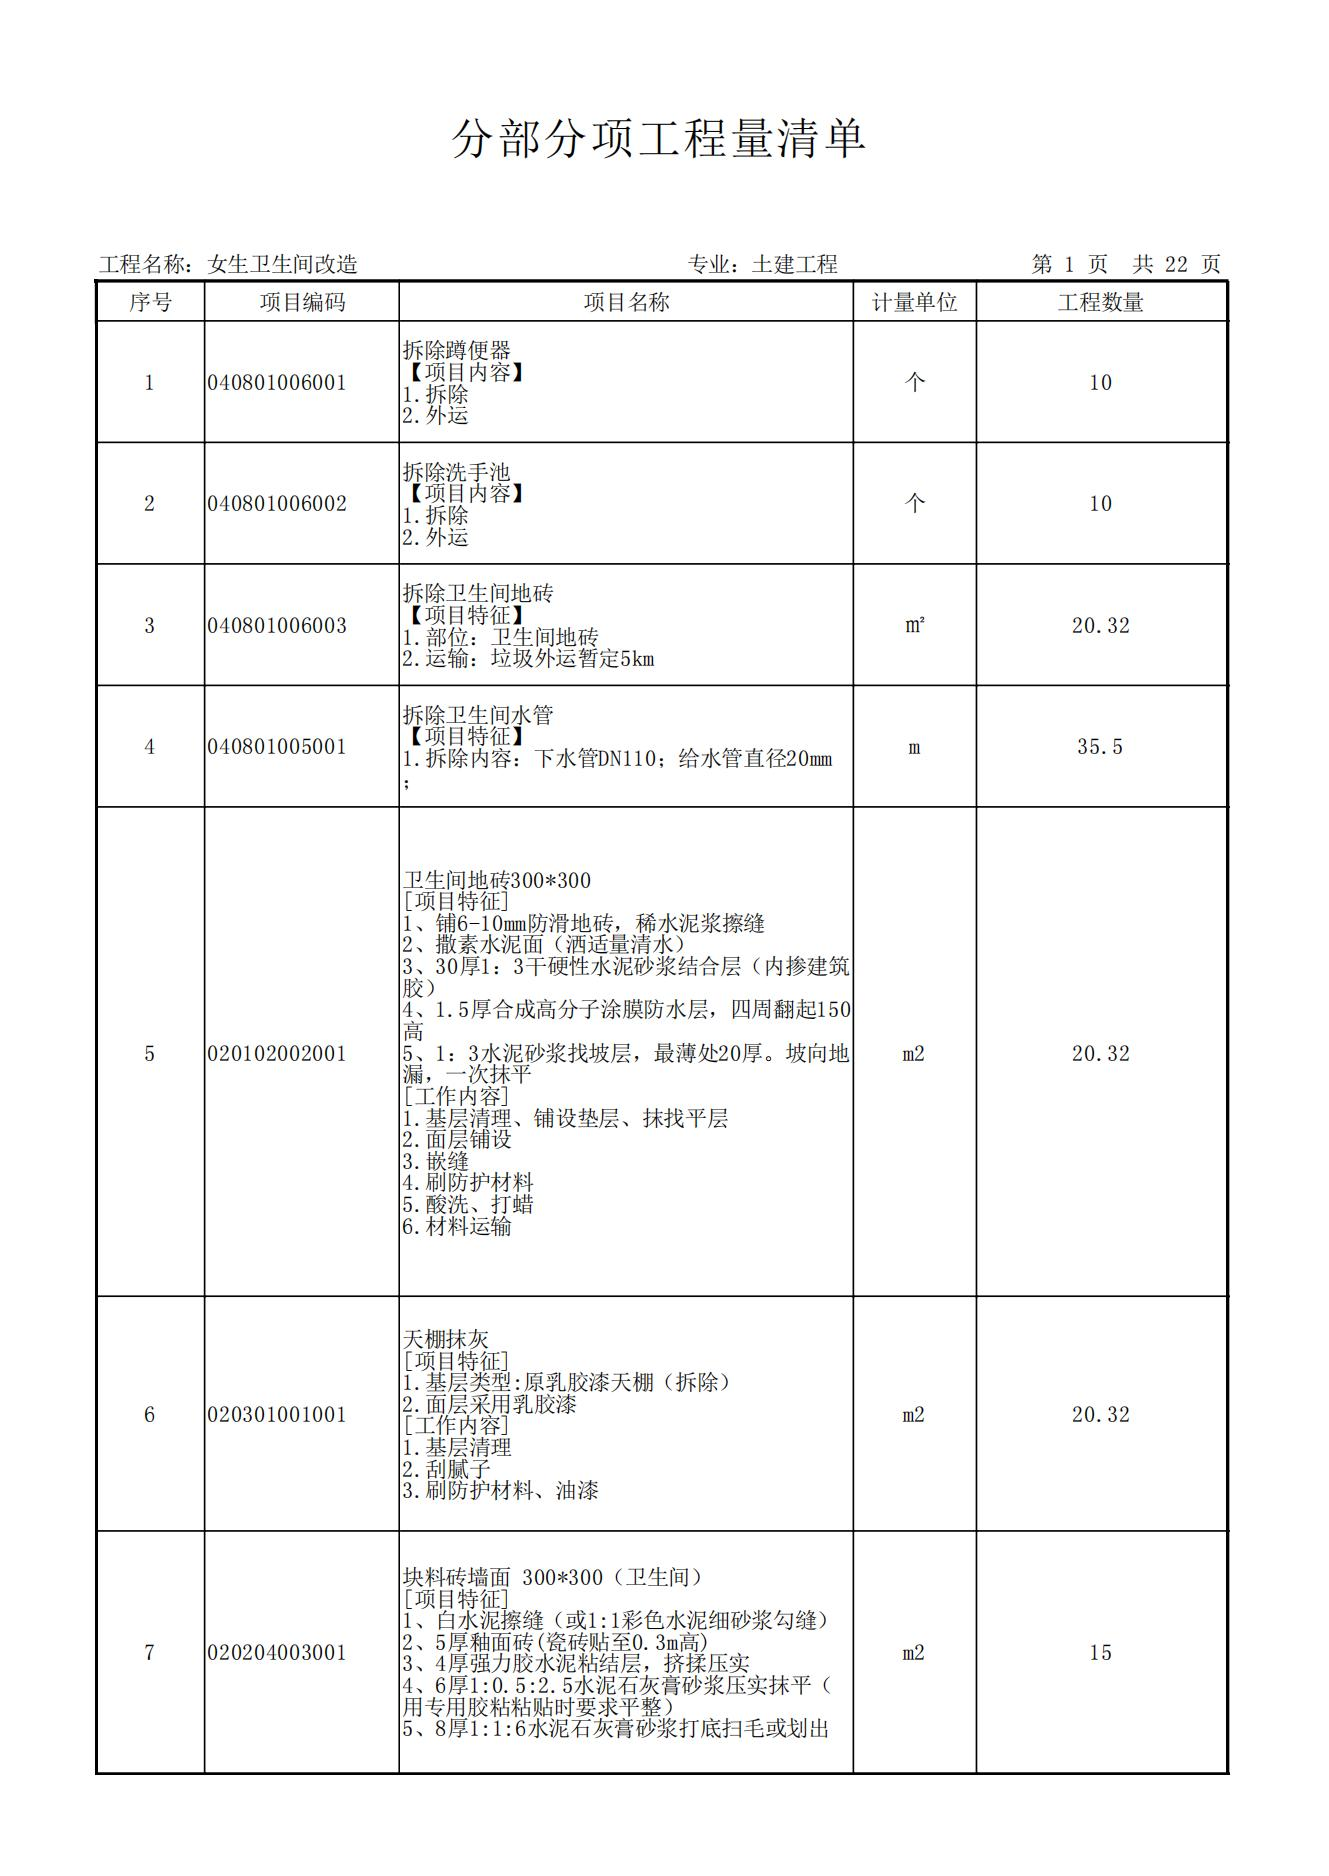 分部分项工程量清单
工程名称：女生卫生间改造 专业：土建工程 第 1 页 共 22 页
序号 项目编码 项目名称 计量单位 工程数量
1 040801006001 个 10
拆除蹲便器
【项目内容】
1.拆除
2.外运
2 040801006002 个 10
拆除洗手池
【项目内容】
1.拆除
2.外运
3 040801006003 ㎡ 20.32
拆除卫生间地砖
【项目特征】
1.部位：卫生间地砖
2.运输：垃圾外运暂定5km
4 040801005001 m 35.5
拆除卫生间水管
【项目特征】
1.拆除内容：下水管DN110；给水管直径20mm
；
5 020102002001 m2 20.32
卫生间地砖300*300
[项目特征]
1、铺6-10mm防滑地砖，稀水泥浆擦缝
2、撒素水泥面（洒适量清水）
3、30厚1：3干硬性水泥砂浆结合层（内掺建筑
胶）
4、1.5厚合成高分子涂膜防水层，四周翻起150
高
5、1：3水泥砂浆找坡层，最薄处20厚。坡向地
漏，一次抹平
[工作内容]
1.基层清理、铺设垫层、抹找平层
2.面层铺设
3.嵌缝
4.刷防护材料
5.酸洗、打蜡
6.材料运输
6 020301001001 m2 20.32
天棚抹灰
[项目特征]
1.基层类型:原乳胶漆天棚（拆除）
2.面层采用乳胶漆
[工作内容]
1.基层清理
2.刮腻子
3.刷防护材料、油漆
7 020204003001 m2 15
块料砖墙面 300*300（卫生间）
[项目特征]
1、白水泥擦缝（或1:1彩色水泥细砂浆勾缝）
2、5厚釉面砖(瓷砖贴至0.3m高)
3、4厚强力胶水泥粘结层，挤揉压实
4、6厚1:0.5:2.5水泥石灰膏砂浆压实抹平（
用专用胶粘粘贴时要求平整）
5、8厚1:1:6水泥石灰膏砂浆打底扫毛或划出